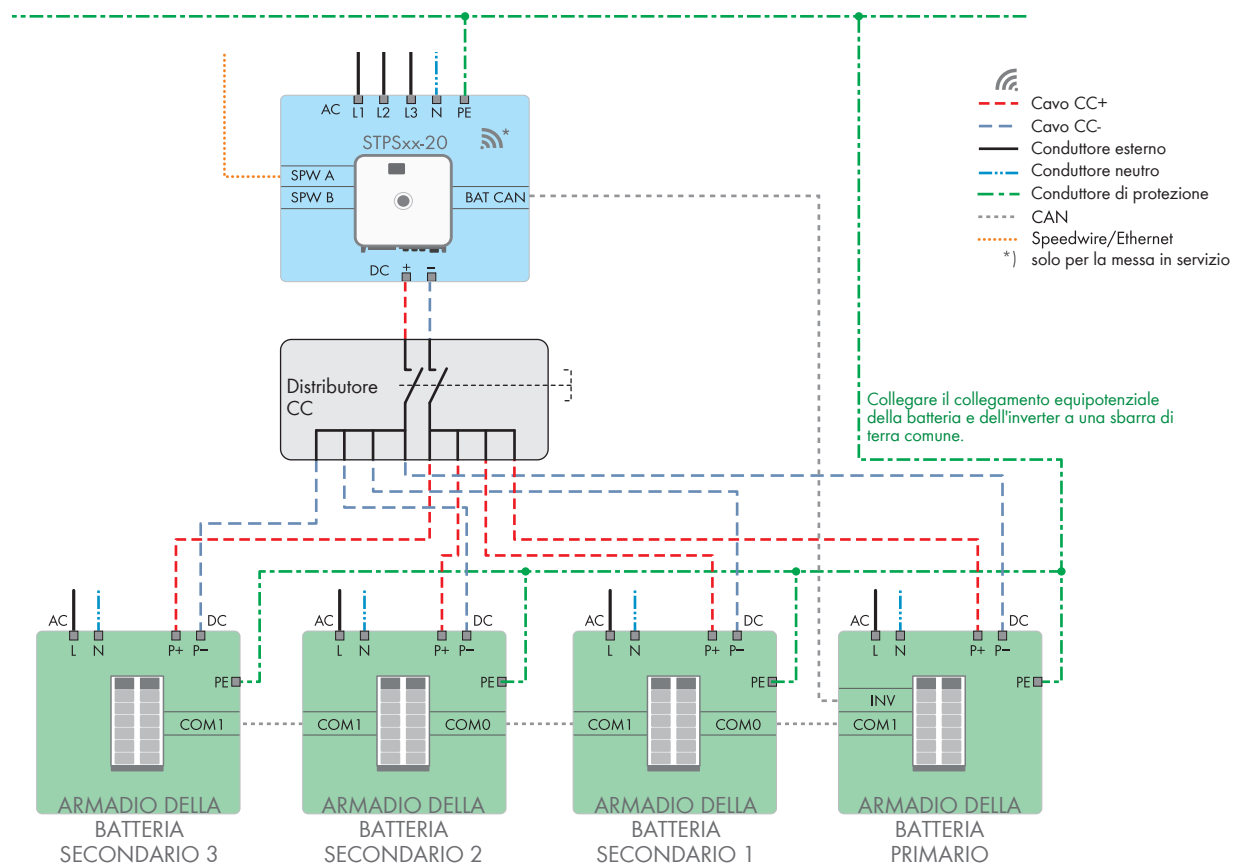 AC L1 L2 L3 N PE
STPSxx-20 *
SPW A
SPW B
BAT CAN
DC + −
Cavo CC+
Cavo CC-
Conduttore esterno
Conduttore neutro
Conduttore di protezione
CAN
Speedwire/Ethernet
*) solo per la messa in servizio
Distributore
CC
Collegare il collegamento equipotenziale
della batteria e dell'inverter a una sbarra di
terra comune.
AC L N P+ P− DC
PE
COM1
ARMADIO DELLA
BATTERIA
SECONDARIO 3
AC L N P+ P− DC
PE
COM1 COM0
ARMADIO DELLA
BATTERIA
SECONDARIO 2
AC L N P+ P− DC
PE
COM1 COM0
ARMADIO DELLA
BATTERIA
SECONDARIO 1
AC L N P+ P− DC
PE
INV
COM1
ARMADIO DELLA
BATTERIA
PRIMARIO